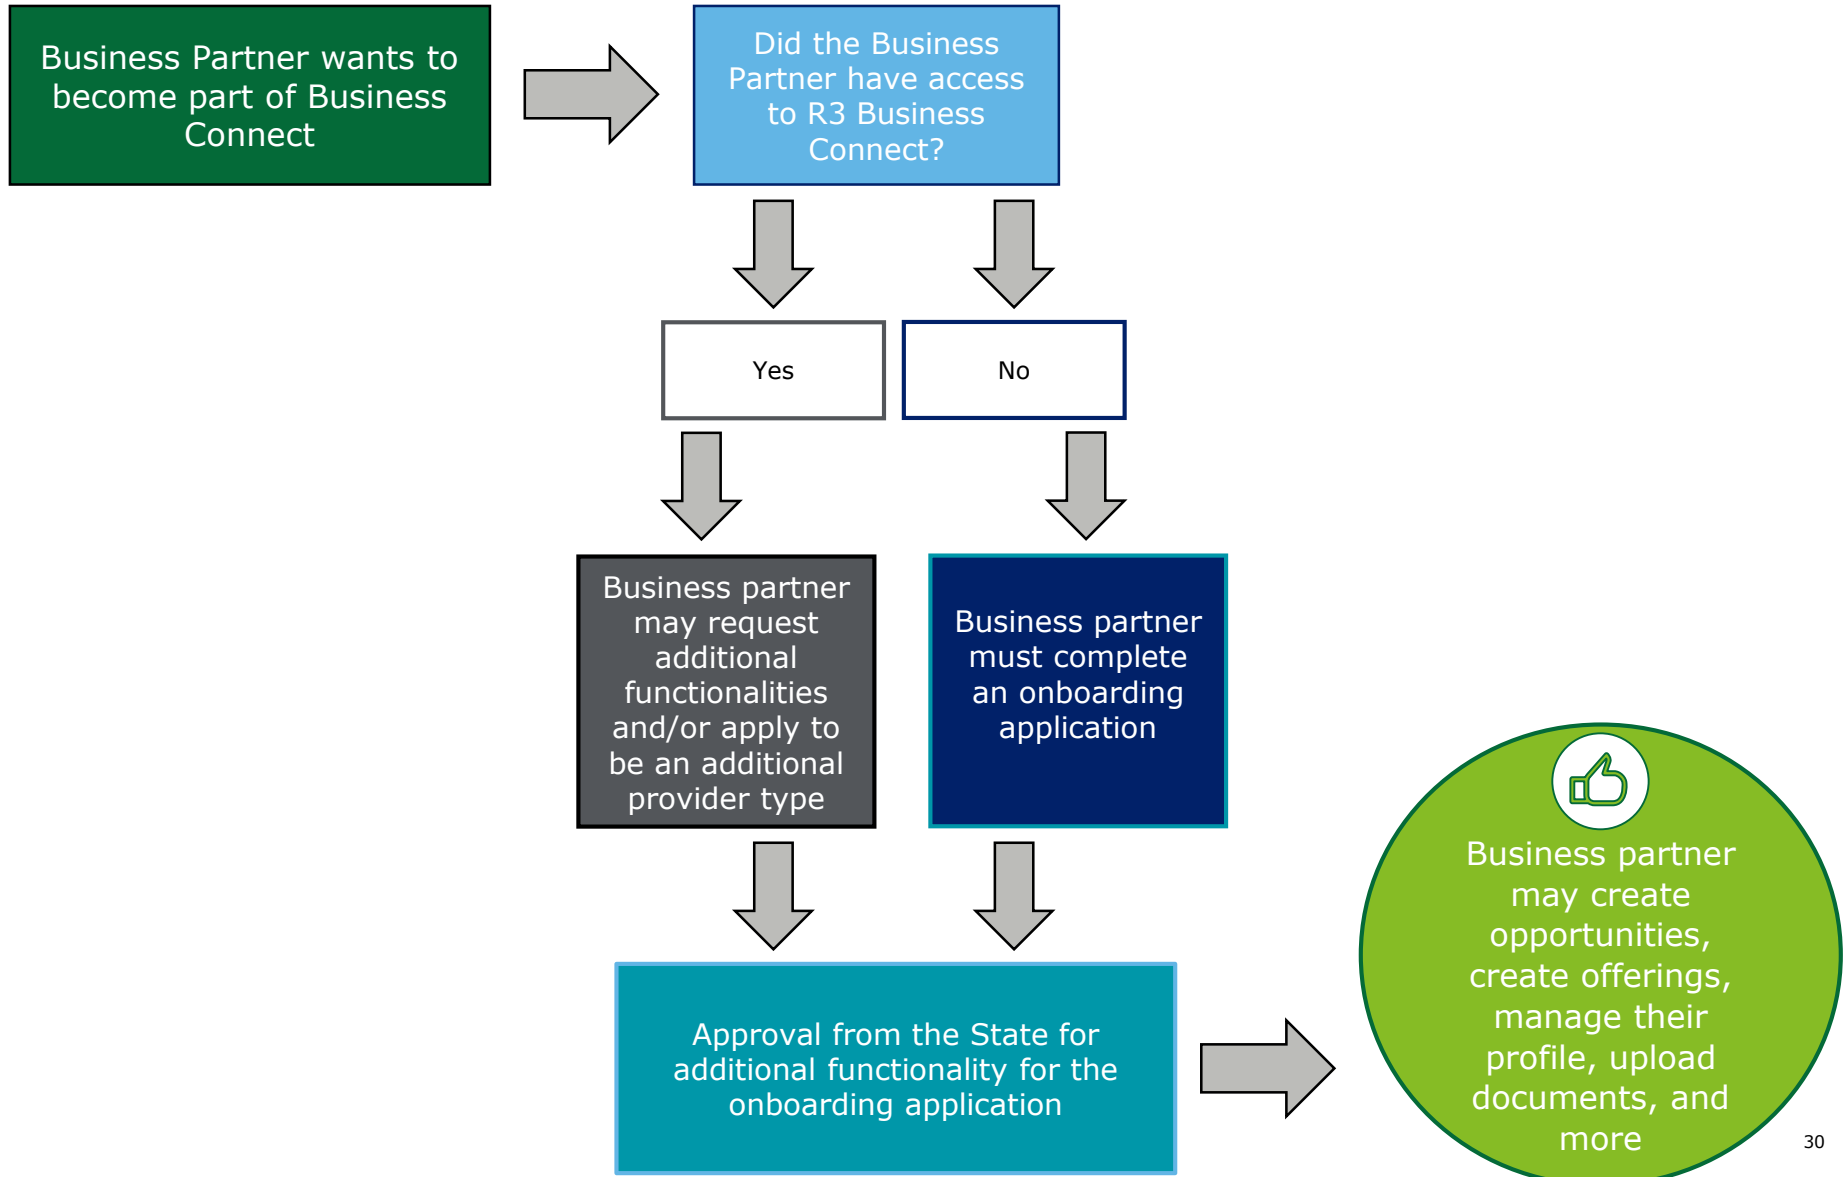 Business Partner wants to
become part of Business
Connect
Did the Business
Partner have access
to R3 Business
Connect?
Yes
No
Business partner
may request
additional
functionalities
and/or apply to
be an additional
provider type
Business partner
must complete
an onboarding
application
Approval from the State for
additional functionality for the
onboarding application
Business partner
may create
opportunities,
create offerings,
manage their
profile, upload
documents, and
more
30